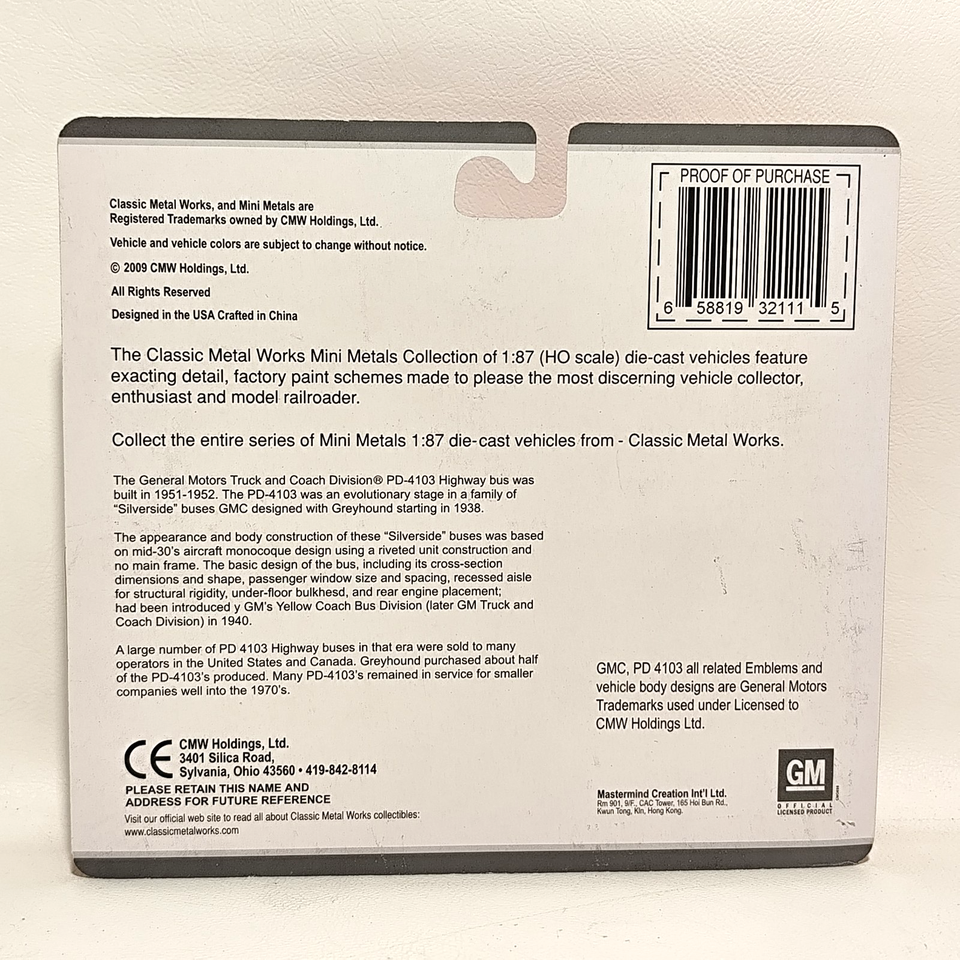 Classic Metal Works, and Mini Metals are
Registered Trademarks owned by CMW Holdings, Ltd.
Vehicle and vehicle colors are subject to change without notice.
© 2009 CMW Holdings, Ltd.
All Rights Reserved
Designed in the USA Crafted in China
PROOF OF PURCHASE
6 58819 32111 5
The Classic Metal Works Mini Metals Collection of 1:87 (HO scale) die-cast vehicles feature
exacting detail, factory paint schemes made to please the most discerning vehicle collector,
enthusiast and model railroader.
Collect the entire series of Mini Metals 1:87 die-cast vehicles from - Classic Metal Works.
The General Motors Truck and Coach Division® PD-4103 Highway bus was
built in 1951-1952. The PD-4103 was an evolutionary stage in a family of
“Silverside” buses GMC designed with Greyhound starting in 1938.
The appearance and body construction of these “Silverside” buses was based
on mid-30’s aircraft monocoque design using a riveted unit construction and
no main frame. The basic design of the bus, including its cross-section
dimensions and shape, passenger window size and spacing, recessed aisle
for structural rigidity, under-floor bulkhesd, and rear engine placement;
had been introduced y GM’s Yellow Coach Bus Division (later GM Truck and
Coach Division) in 1940.
A large number of PD 4103 Highway buses in that era were sold to many
operators in the United States and Canada. Greyhound purchased about half
of the PD-4103’s produced. Many PD-4103’s remained in service for smaller
companies well into the 1970’s.
GMC, PD 4103 all related Emblems and
vehicle body designs are General Motors
Trademarks used under Licensed to
CMW Holdings Ltd.
CE
CMW Holdings, Ltd.
3401 Silica Road,
Sylvania, Ohio 43560 • 419-842-8114
PLEASE RETAIN THIS NAME AND
ADDRESS FOR FUTURE REFERENCE
Visit our official web site to read all about Classic Metal Works collectibles:
www.classicmetalworks.com
Mastermind Creation Int’l Ltd.
Rm 901, 9/F., CAC Tower, 165 Hoi Bun Rd.,
Kwun Tong, Kln, Hong Kong.
GM
OFFICIAL
LICENSED PRODUCT